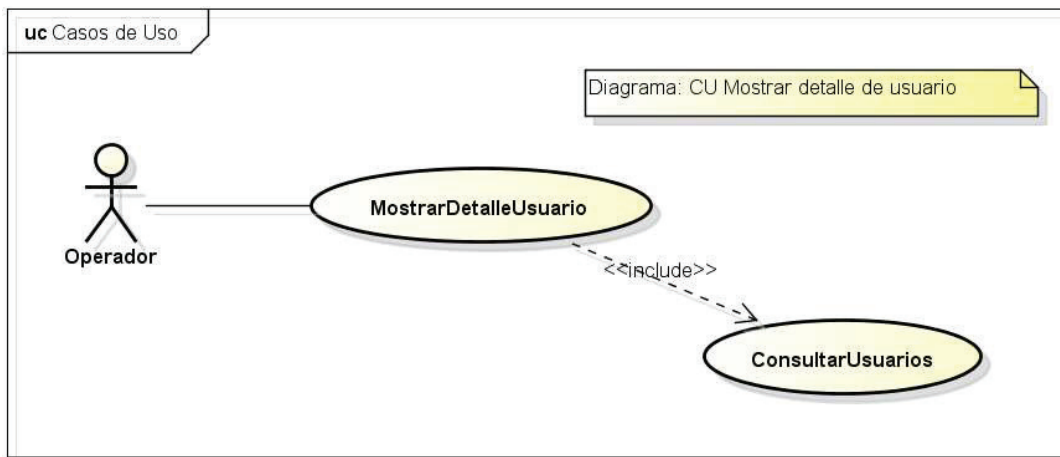 uc Casos de Uso
Diagrama: CU Mostrar detalle de usuario
MostrarDetalleUsuario
Operador
<<include>>
ConsultarUsuarios